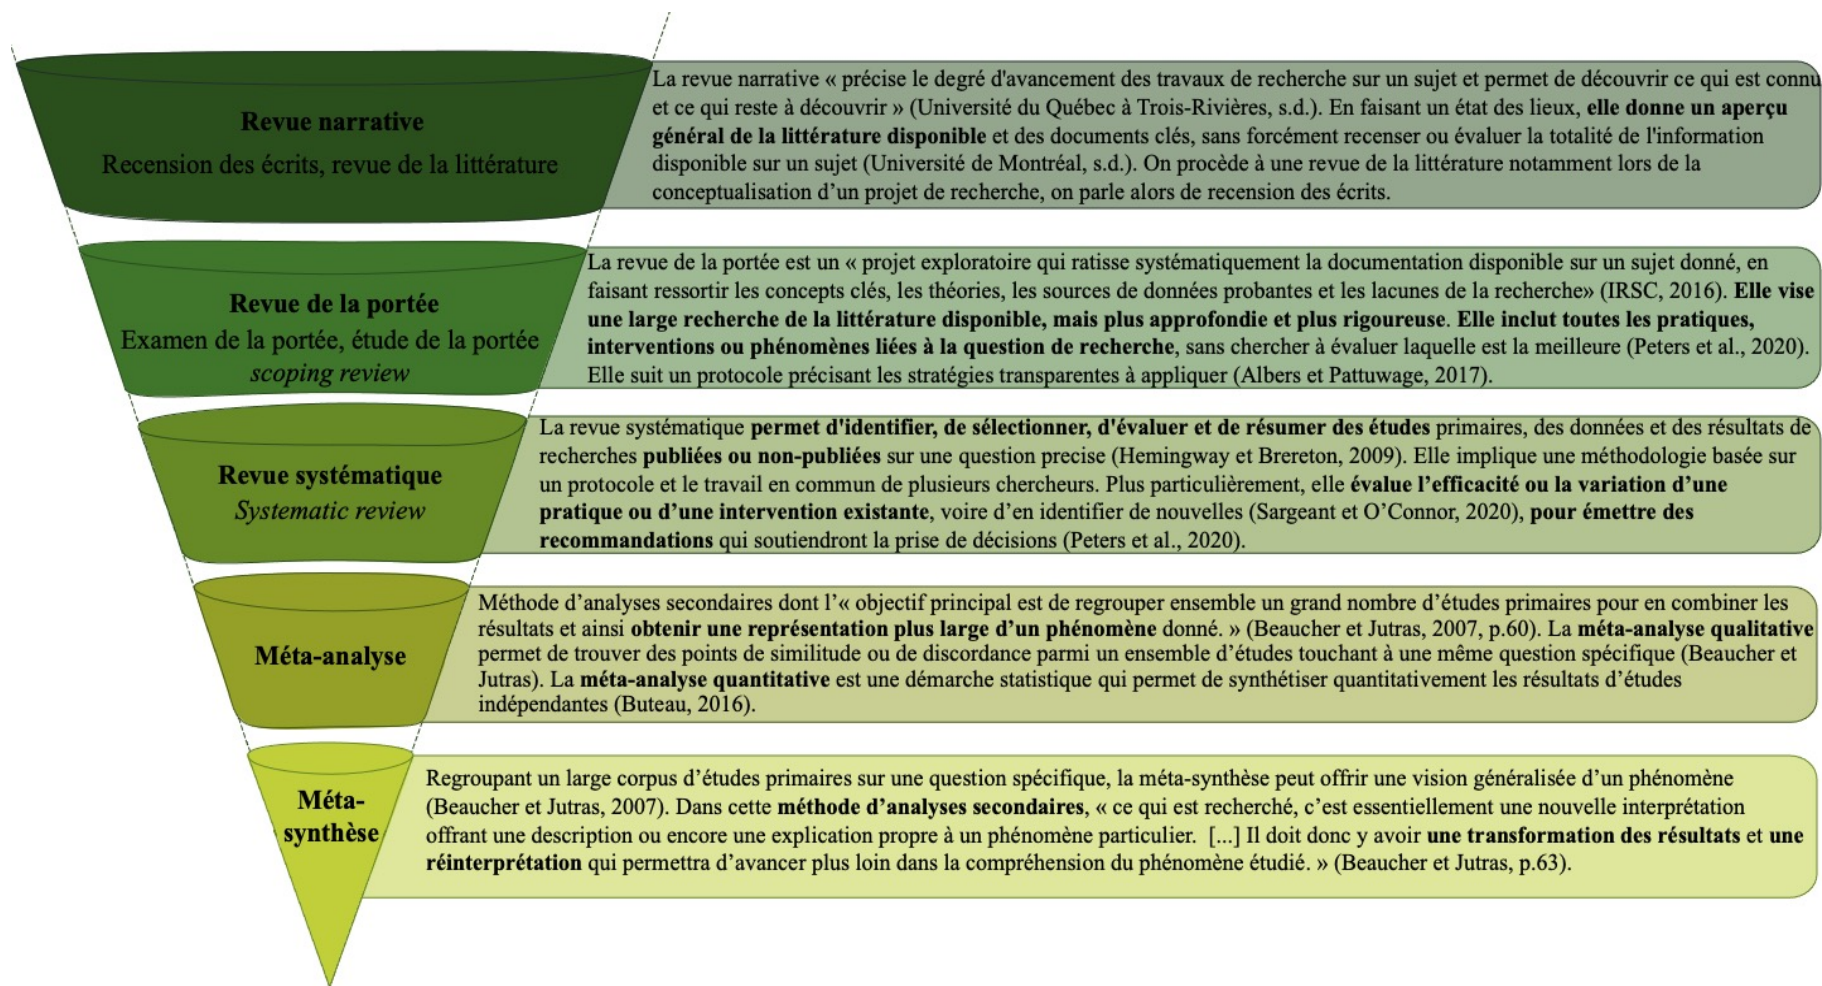 Revue narrative
Recension des écrits, revue de la littérature
La revue narrative « précise le degré d'avancement des travaux de recherche sur un sujet et permet de découvrir ce qui est connu
et ce qui reste à découvrir » (Université du Québec à Trois-Rivières, s.d.). En faisant un état des lieux, elle donne un aperçu
général de la littérature disponible et des documents clés, sans forcément recenser ou évaluer la totalité de l'information
disponible sur un sujet (Université de Montréal, s.d.). On procède à une revue de la littérature notamment lors de la
conceptualisation d’un projet de recherche, on parle alors de recension des écrits.
Revue de la portée
Examen de la portée, étude de la portée
scoping review
La revue de la portée est un « projet exploratoire qui ratisse systématiquement la documentation disponible sur un sujet donné, en
faisant ressortir les concepts clés, les théories, les sources de données probantes et les lacunes de la recherche» (IRSC, 2016). Elle vise
une large recherche de la littérature disponible, mais plus approfondie et plus rigoureuse. Elle inclut toutes les pratiques,
interventions ou phénomènes liées à la question de recherche, sans chercher à évaluer laquelle est la meilleure (Peters et al., 2020).
Elle suit un protocole précisant les stratégies transparentes à appliquer (Albers et Pattuwage, 2017).
Revue systématique
Systematic review
La revue systématique permet d'identifier, de sélectionner, d'évaluer et de résumer des études primaires, des données et des résultats de
recherches publiées ou non-publiées sur une question precise (Hemingway et Brereton, 2009). Elle implique une méthodologie basée sur
un protocole et le travail en commun de plusieurs chercheurs. Plus particulièrement, elle évalue l’efficacité ou la variation d’une
pratique ou d’une intervention existante, voire d’en identifier de nouvelles (Sargeant et O’Connor, 2020), pour émettre des
recommandations qui soutiendront la prise de décisions (Peters et al., 2020).
Méta-analyse
Méthode d’analyses secondaires dont l’« objectif principal est de regrouper ensemble un grand nombre d’études primaires pour en combiner les
résultats et ainsi obtenir une représentation plus large d’un phénomène donné. » (Beaucher et Jutras, 2007, p.60). La méta-analyse qualitative
permet de trouver des points de similitude ou de discordance parmi un ensemble d’études touchant à une même question spécifique (Beaucher et
Jutras). La méta-analyse quantitative est une démarche statistique qui permet de synthétiser quantitativement les résultats d’études
indépendantes (Buteau, 2016).
Méta-
synthèse
Regroupant un large corpus d’études primaires sur une question spécifique, la méta-synthèse peut offrir une vision généralisée d’un phénomène
(Beaucher et Jutras, 2007). Dans cette méthode d’analyses secondaires, « ce qui est recherché, c’est essentiellement une nouvelle interprétation
offrant une description ou encore une explication propre à un phénomène particulier. [...] Il doit donc y avoir une transformation des résultats et une
réinterprétation qui permettra d’avancer plus loin dans la compréhension du phénomène étudié. » (Beaucher et Jutras, p.63).